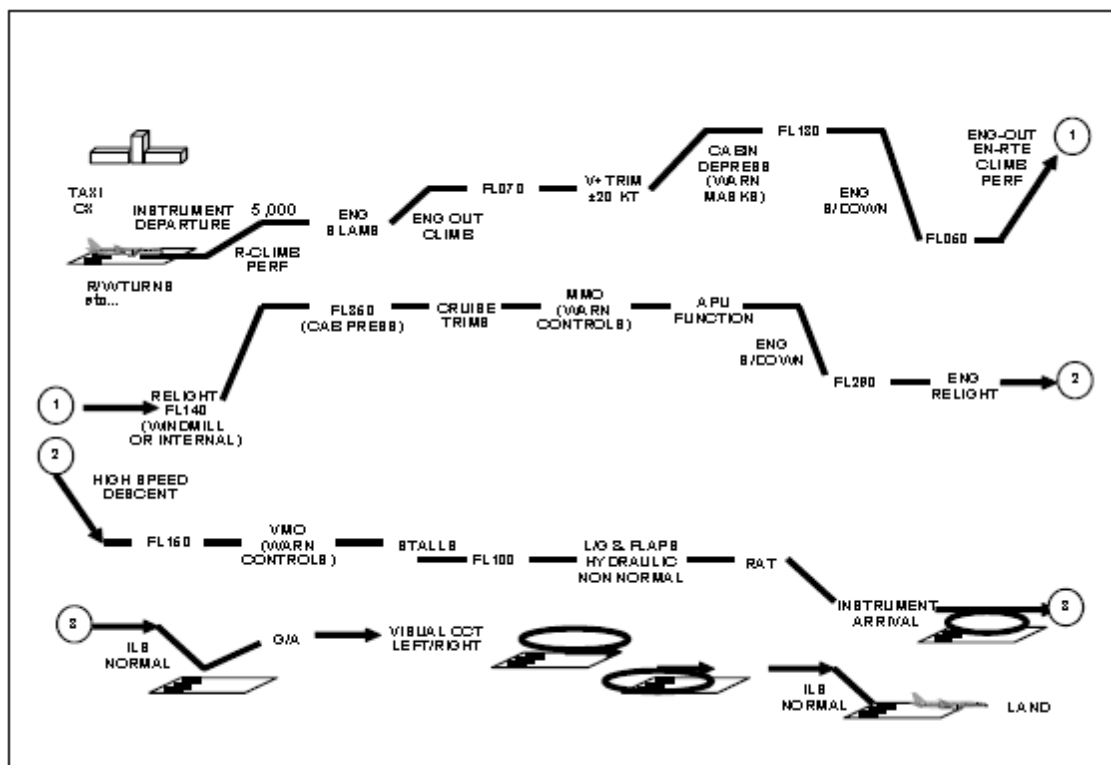 TAXI
CX
INSTRUMENT
DEPARTURE
5,000
R-CLIMB
PERF
R/W TURNS
etc...
ENG
SLAMS
ENG OUT
CLIMB
FL070
V+ TRIM
±20 KT
CABIN
DEPRESS
(WARN
MASKS)
FL180
ENG
S/DOWN
FL060
ENG-OUT
EN-RTE
CLIMB
PERF
1
1
RELIGHT
FL140
(WINDMILL
OR INTERNAL)
FL360
(CAB PRESS)
CRUISE
TRIMS
MMO
(WARN
CONTROLS)
APU
FUNCTION
ENG
S/DOWN
FL280
ENG
RELIGHT
2
2
HIGH SPEED
DESCENT
FL160
VMO
(WARN
CONTROLS)
STALLS
FL100
L/G & FLAPS
HYDRAULIC
NON NORMAL
RAT
INSTRUMENT
ARRIVAL
3
3
ILS
NORMAL
G/A
VISUAL CCT
LEFT/RIGHT
ILS
NORMAL
LAND